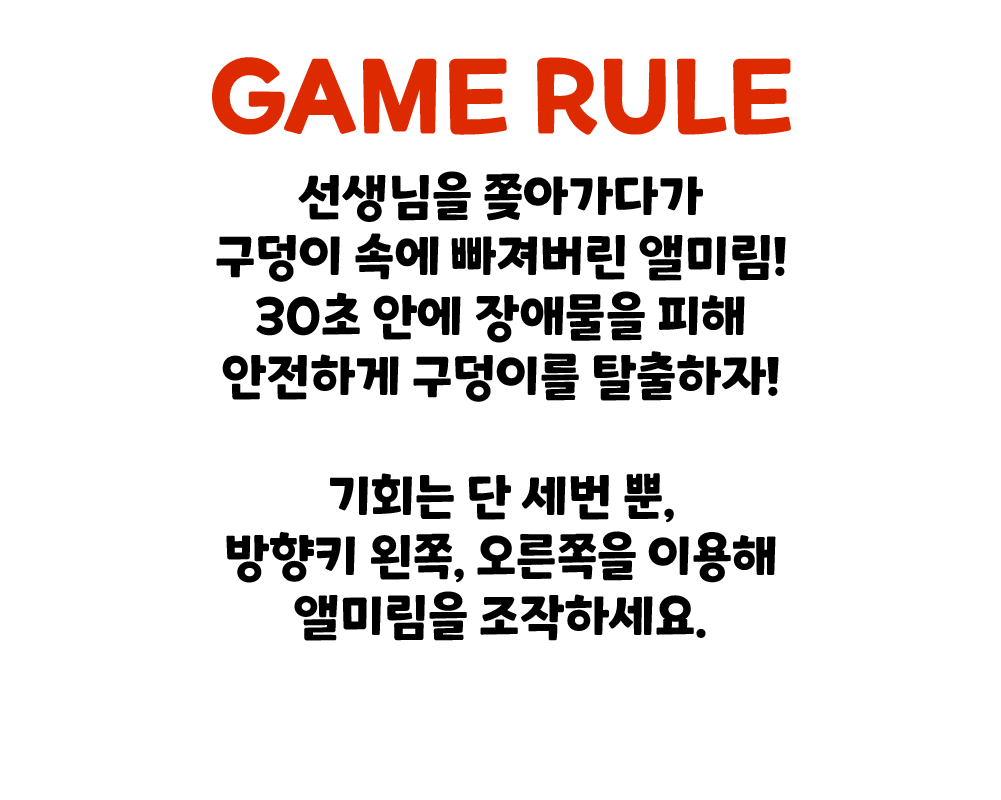 GAME RULE
선생님을 쫓아가다가
구덩이 속에 빠져버린 앨미림!
30초 안에 장애물을 피해
안전하게 구덩이를 탈출하자!
기회는 단 세번 뿐,
방향키 왼쪽, 오른쪽을 이용해
앨미림을 조작하세요.